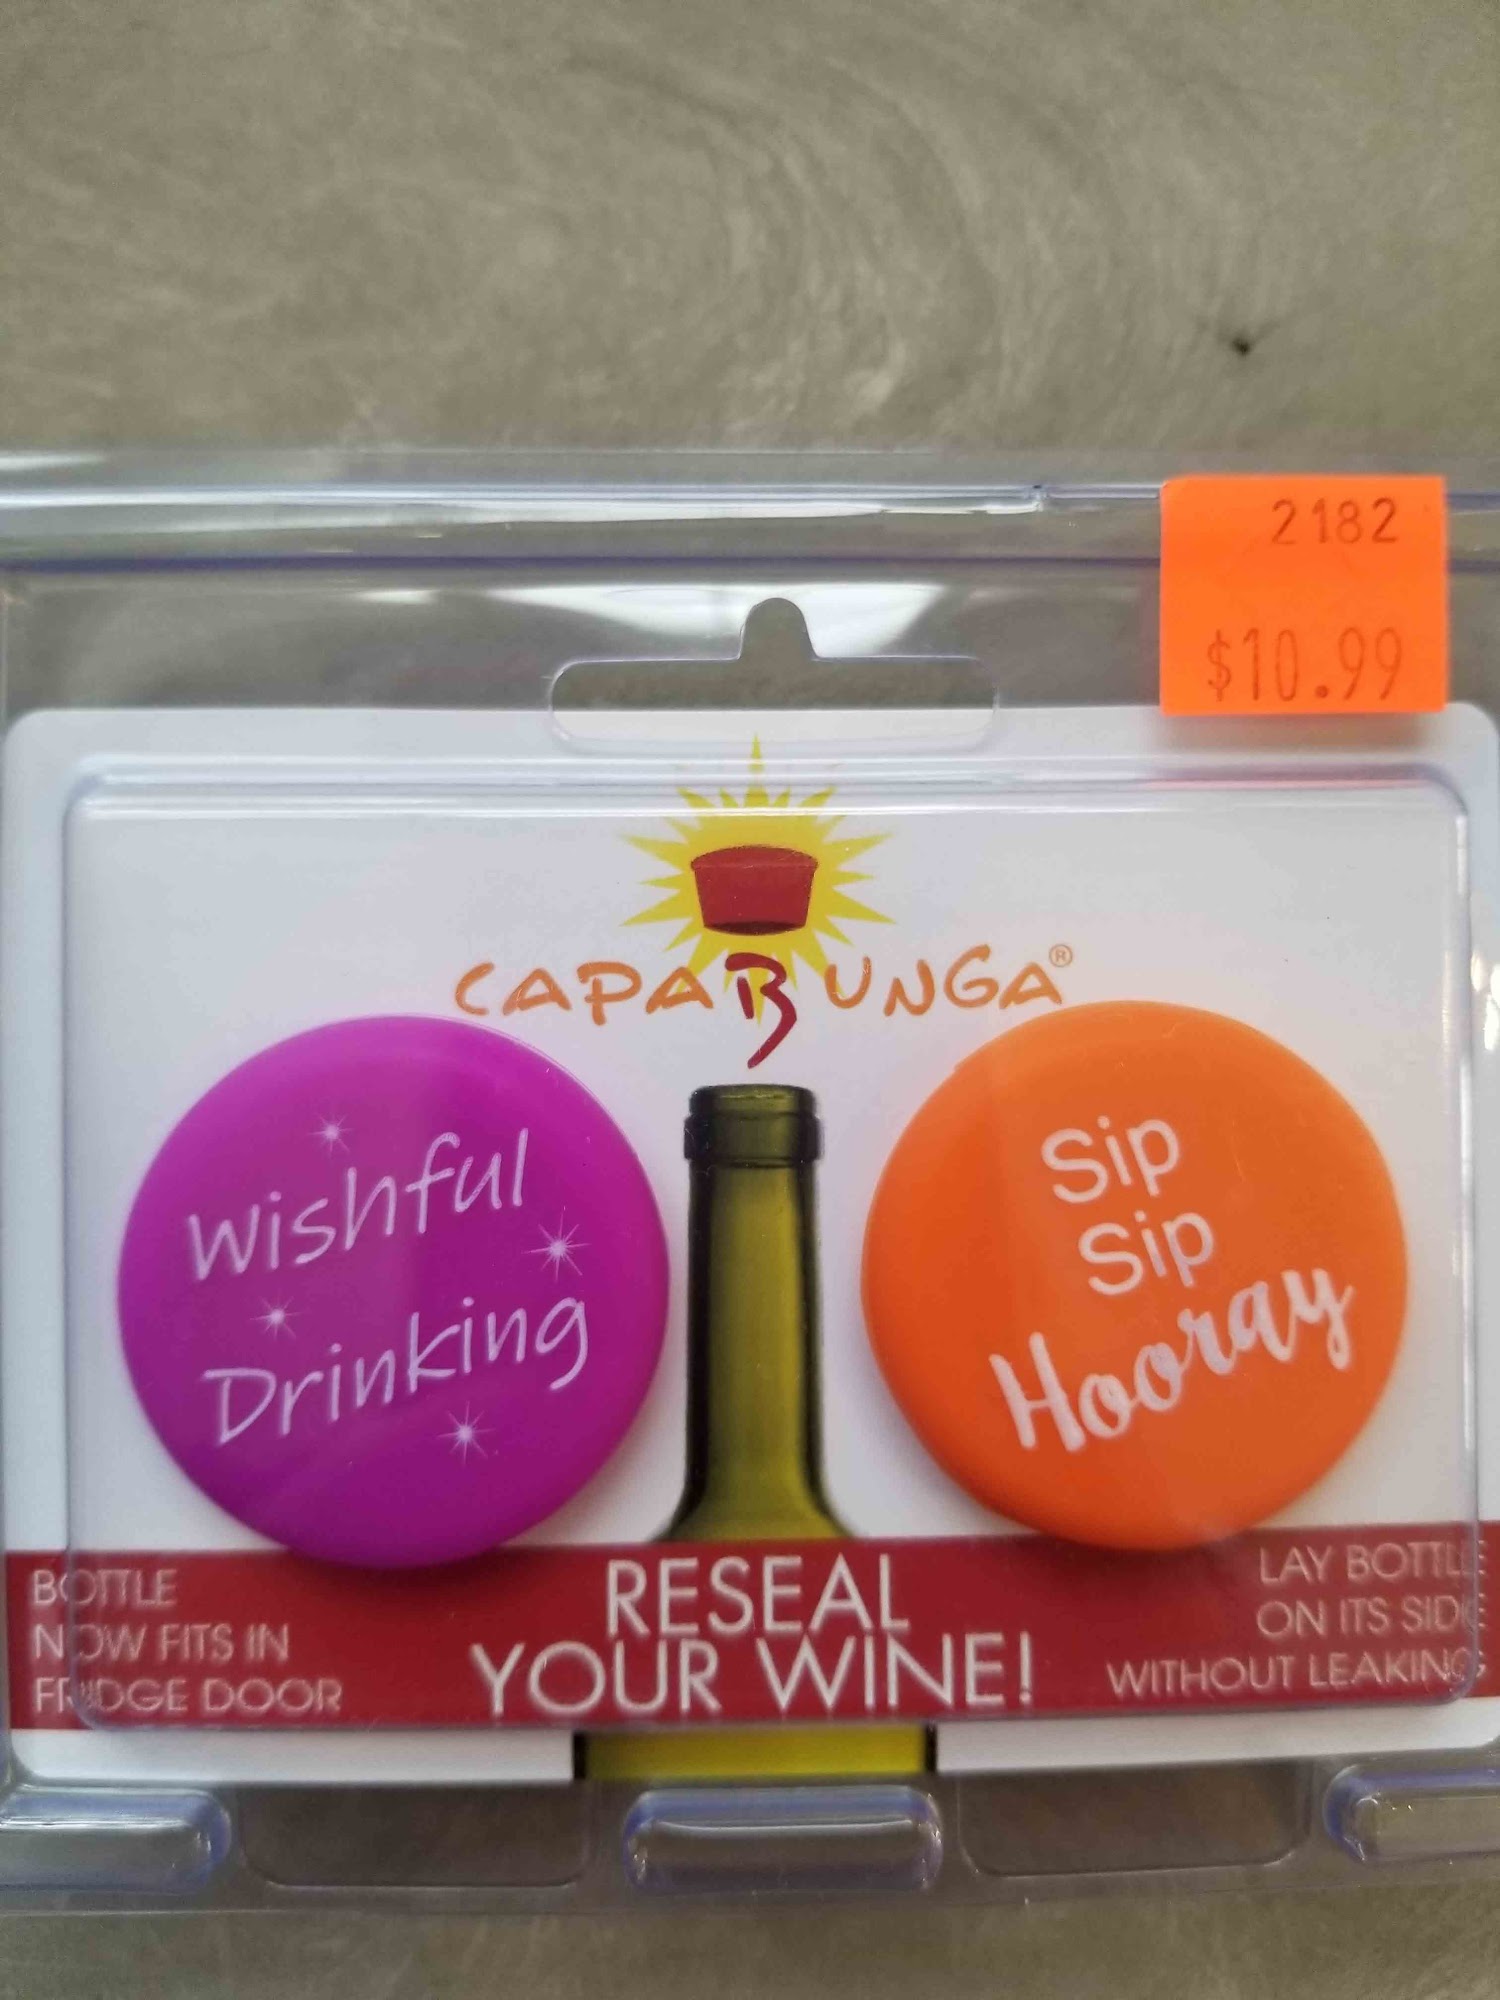 2182
$10.99
CAPABUNGA®
Wishful
Drinking
Sip
Sip
Hooray
BOTTLE
NOW FITS IN
FRIDGE DOOR
RESEAL
YOUR WINE!
LAY BOTTLE
ON ITS SIDE
WITHOUT LEAKING